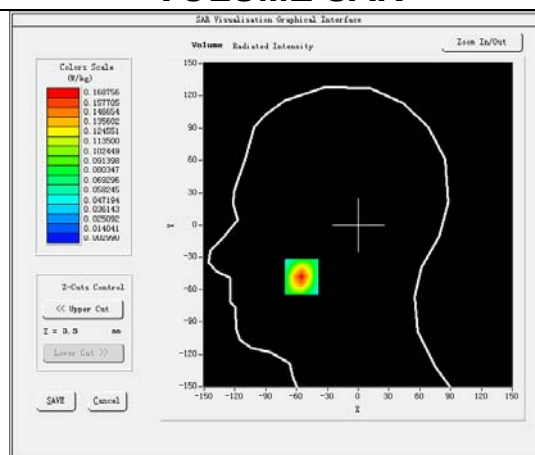 VOLUME SAR
SAR Visualisation Graphical Interface
Volume Radiated Intensity
Zoom In/Out
Colors Scale
(W/kg)
0.168756
0.157705
0.146654
0.135602
0.124551
0.113500
0.102449
0.091398
0.080347
0.069296
0.058245
0.047194
0.036143
0.025092
0.014041
0.002990
Z-Cuts Control
<< Upper Cut
Z = 3.5 mm
Lower Cut >>
SAVE
Cancel
150
120
90
60
30
0
-30
-60
-90
-120
-150
Y
-150 -120 -90 -60 -30 0 30 60 90 120 150
X